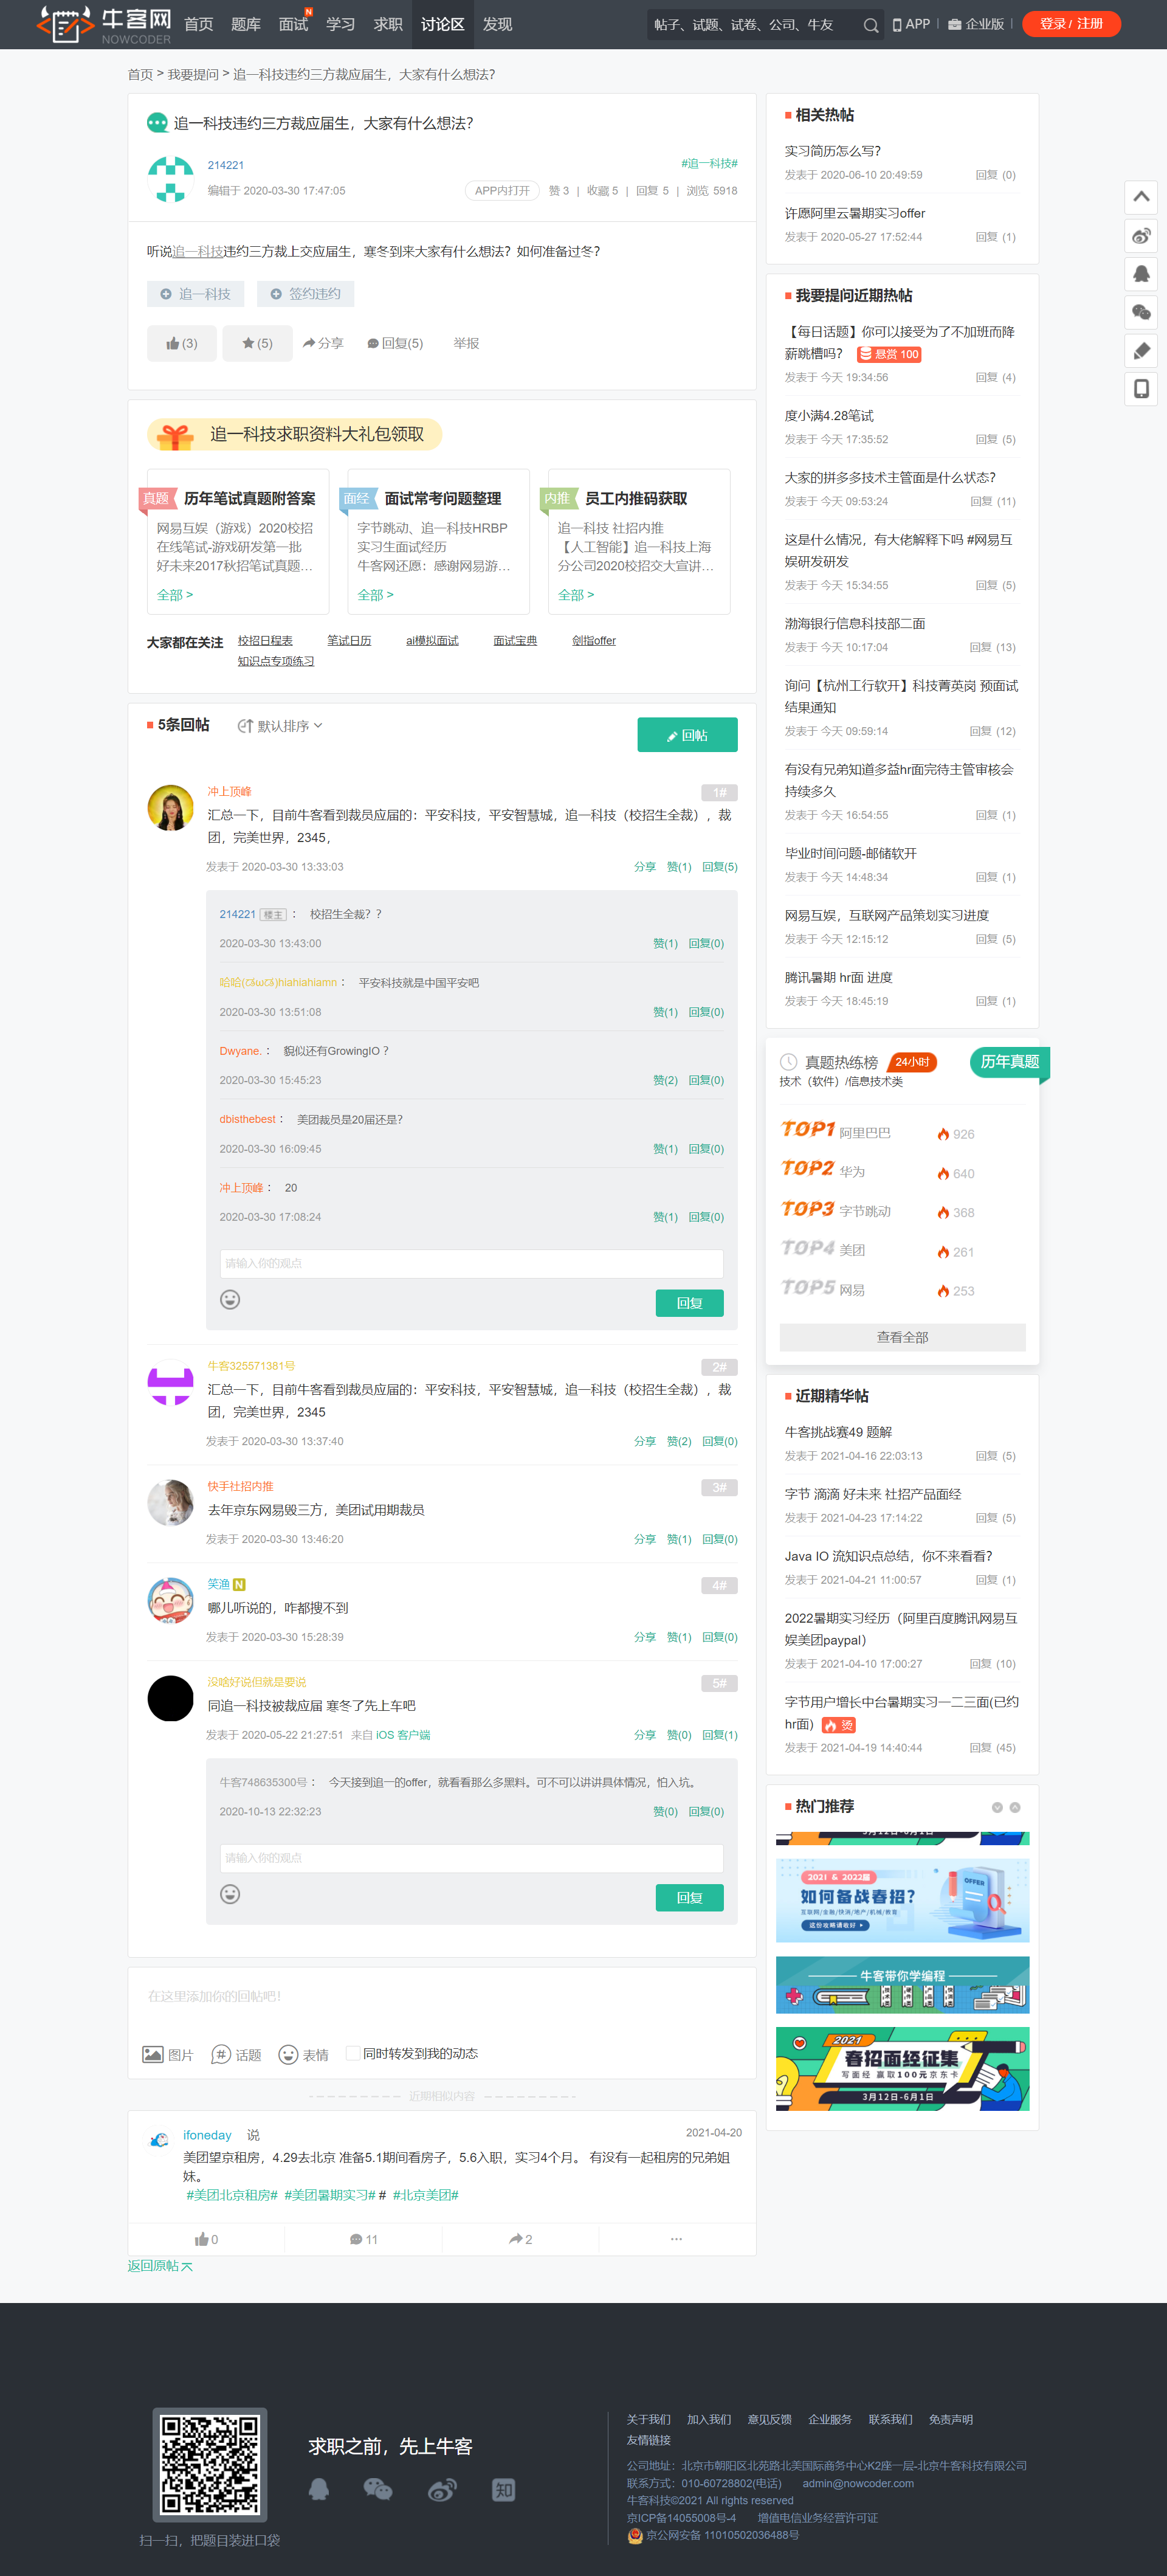 牛客网
NOWCODER
首页 题库 面试 学习 求职 讨论区 发现
N
帖子、试题、试卷、公司、牛友
APP 企业版 登录 / 注册
首页 > 我要提问 > 追一科技违约三方裁应届生，大家有什么想法？
追一科技违约三方裁应届生，大家有什么想法？
214221 #追一科技#
编辑于 2020-03-30 17:47:05 APP内打开 赞 3 | 收藏 5 | 回复 5 | 浏览 5918
听说追一科技违约三方裁上交应届生，寒冬到来大家有什么想法？如何准备过冬？
追一科技 签约违约
(3) (5) 分享 回复(5) 举报
追一科技求职资料大礼包领取
真题 历年笔试真题附答案
网易互娱（游戏）2020校招
在线笔试-游戏研发第一批
好未来2017秋招笔试真题...
全部 >
面经 面试常考问题整理
字节跳动、追一科技HRBP
实习生面试经历
牛客网还愿：感谢网易游...
全部 >
内推 员工内推码获取
追一科技 社招内推
【人工智能】追一科技上海
分公司2020校招交大宣讲...
全部 >
大家都在关注 校招日程表 笔试日历 ai模拟面试 面试宝典 剑指offer
知识点专项练习
5条回帖 默认排序 回帖
冲上顶峰 1#
汇总一下，目前牛客看到裁员应届的：平安科技，平安智慧城，追一科技（校招生全裁），裁
团，完美世界，2345，
发表于 2020-03-30 13:33:03 分享 赞(1) 回复(5)
214221 楼主 ： 校招生全裁？?
2020-03-30 13:43:00 赞(1) 回复(0)
hiahiahiamn： 平安科技就是中国平安吧
2020-03-30 13:51:08 赞(1) 回复(0)
Dwyane.： 貌似还有GrowingIO？
2020-03-30 15:45:23 赞(2) 回复(0)
dbisthebest： 美团裁员是20届还是？
2020-03-30 16:09:45 赞(1) 回复(0)
冲上顶峰： 20
2020-03-30 17:08:24 赞(1) 回复(0)
请输入你的观点
回复
牛客325571381号 2#
汇总一下，目前牛客看到裁员应届的：平安科技，平安智慧城，追一科技（校招生全裁），裁
团，完美世界，2345
发表于 2020-03-30 13:37:40 分享 赞(2) 回复(0)
快手社招内推 3#
去年京东网易毁三方，美团试用期裁员
发表于 2020-03-30 13:46:20 分享 赞(1) 回复(0)
笑渔 N 4#
哪儿听说的，咋都搜不到
发表于 2020-03-30 15:28:39 分享 赞(1) 回复(0)
没啥好说但就是要说 5#
同追一科技被裁应届 寒冬了先上车吧
发表于 2020-05-22 21:27:51 来自 iOS 客户端 分享 赞(0) 回复(1)
牛客748635300号： 今天接到追一的offer，就看看那么多黑料。可不可以讲讲具体情况，怕入坑。
2020-10-13 22:32:23 赞(0) 回复(0)
请输入你的观点
回复
在这里添加你的回帖吧！
图片 话题 表情 同时转发到我的动态
近期相似内容
ifoneday 说 2021-04-20
美团望京租房，4.29去北京 准备5.1期间看房子，5.6入职，实习4个月。 有没有一起租房的兄弟姐
妹。
#美团北京租房# #美团暑期实习# # #北京美团#
0 11 2 ...
返回原帖
相关热帖
实习简历怎么写？
发表于 2020-06-10 20:49:59 回复 (0)
许愿阿里云暑期实习offer
发表于 2020-05-27 17:52:44 回复 (1)
我要提问近期热帖
【每日话题】你可以接受为了不加班而降
薪跳槽吗？ 悬赏 100
发表于 今天 19:34:56 回复 (4)
度小满4.28笔试
发表于 今天 17:35:52 回复 (5)
大家的拼多多技术主管面是什么状态？
发表于 今天 09:53:24 回复 (11)
这是什么情况，有大佬解释下吗 #网易互
娱研发研发
发表于 今天 15:34:55 回复 (5)
渤海银行信息科技部二面
发表于 今天 10:17:04 回复 (13)
询问【杭州工行软开】科技菁英岗 预面试
结果通知
发表于 今天 09:59:14 回复 (12)
有没有兄弟知道多益hr面完待主管审核会
持续多久
发表于 今天 16:54:55 回复 (1)
毕业时间问题-邮储软开
发表于 今天 14:48:34 回复 (1)
网易互娱，互联网产品策划实习进度
发表于 今天 12:15:12 回复 (5)
腾讯暑期 hr面 进度
发表于 今天 18:45:19 回复 (1)
真题热练榜 24小时 历年真题
技术（软件）/信息技术类
TOP1 阿里巴巴 926
TOP2 华为 640
TOP3 字节跳动 368
TOP4 美团 261
TOP5 网易 253
查看全部
近期精华帖
牛客挑战赛49 题解
发表于 2021-04-16 22:03:13 回复 (5)
字节 滴滴 好未来 社招产品面经
发表于 2021-04-23 17:14:22 回复 (5)
Java IO 流知识点总结，你不来看看？
发表于 2021-04-21 11:00:57 回复 (1)
2022暑期实习经历（阿里百度腾讯网易互
娱美团paypal）
发表于 2021-04-10 17:00:27 回复 (10)
字节用户增长中台暑期实习一二三面(已约
hr面) 烫
发表于 2021-04-19 14:40:44 回复 (45)
热门推荐
3月12日-6月1日
2021 & 2022届
如何备战春招？
互联网/金融/快消/地产/机械/教育
这份攻略请收好
OFFER
牛客带你学编程
2021
春招面经征集
写面经 赢取100元京东卡
3月12日-6月1日
扫一扫，把题目装进口袋
求职之前，先上牛客
知
关于我们 加入我们 意见反馈 企业服务 联系我们 免责声明
友情链接
公司地址：北京市朝阳区北苑路北美国际商务中心K2座一层-北京牛客科技有限公司
联系方式：010-60728802(电话) admin@nowcoder.com
牛客科技©2021 All rights reserved
京ICP备14055008号-4 增值电信业务经营许可证
京公网安备 11010502036488号